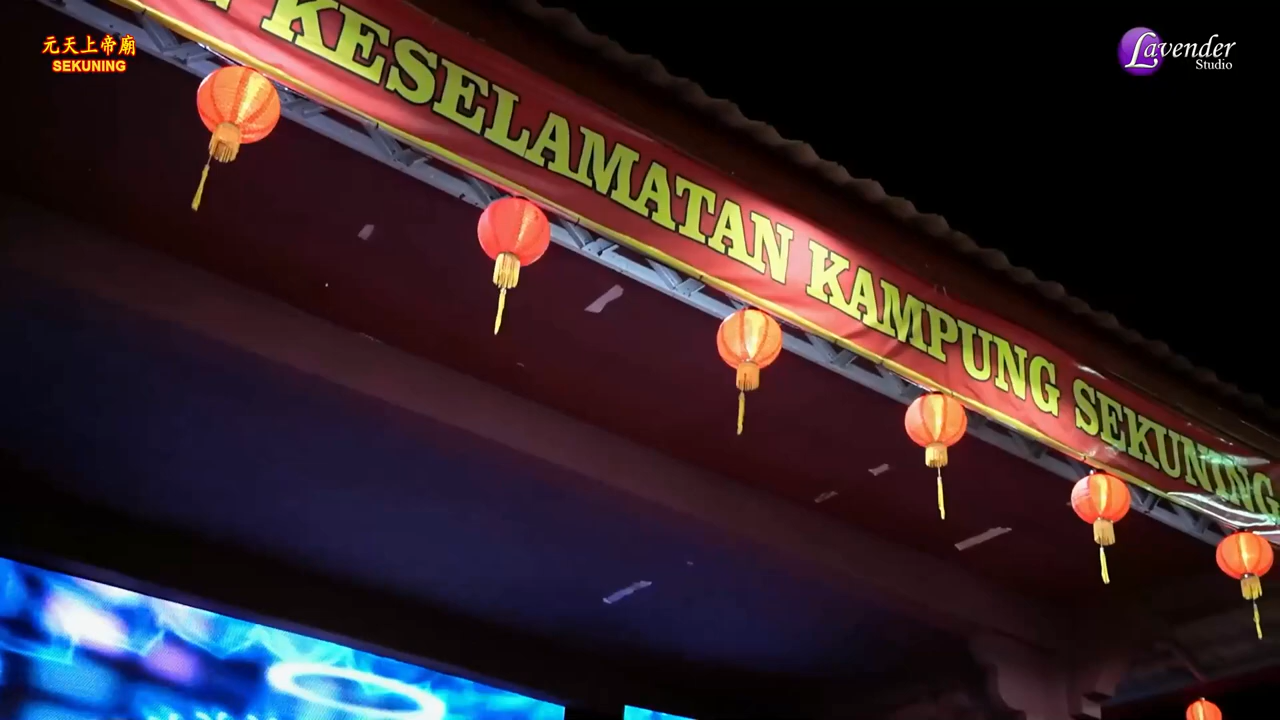 元天上帝廟
SEKUNING
Lavender
Studio
KESELAMATAN KAMPUNG SEKUNING